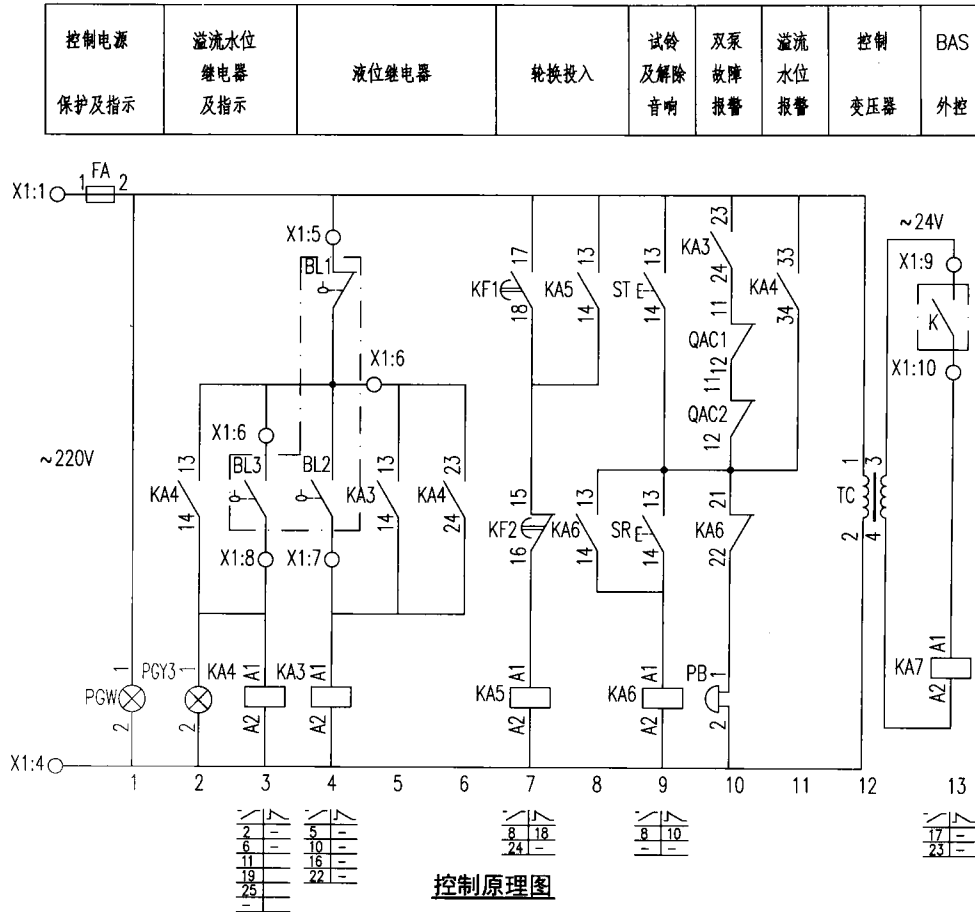 控制电源
保护及指示
溢流水位
继电器
及指示
液位继电器
轮换投入
试铃
及解除
音响
双泵
故障
报警
溢流
水位
报警
控制
变压器
BAS
外控
X1:1
1
FA
2
X1:5
BL1
X1:6
X1:6
~220V
13
KA4
14
BL3
BL2
13
KA3
14
23
KA4
24
X1:8
X1:7
17
KF1
18
13
KA5
14
13
ST
14
23
KA3
24
11
QAC1
12
11
QAC2
12
33
KA4
34
15
KF2
16
13
KA6
14
13
SR
14
21
KA6
22
1
TC
2
3
4
~24V
X1:9
K
X1:10
1
PGW
2
PGY3
1
2
KA4
A1
A2
KA3
A1
A2
KA5
A1
A2
KA6
A1
A2
PB
1
2
KA7
A1
A2
X1:4
1 2 3 4 5 6 7 8 9 10 11 12 13
2 –
6 –
11
19
25
–
5 –
10 –
16 –
22 –
8 18
24 –
8 10
– –
17 –
23 –
控制原理图